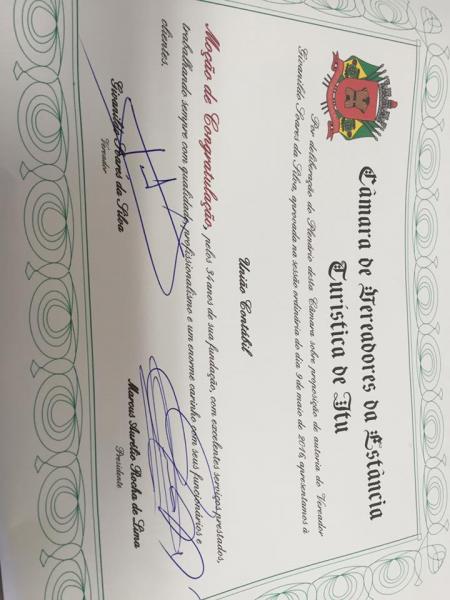 Câmara de Vereadores da Estância
Turística de Itu
Por deliberação do Plenário desta Câmara sobre proposição de autoria do Vereador
Givanildo Soares da Silva, aprovada na sessão ordinária do dia 9 de maio de 2016, apresentamos à
União Contábil
Moção de Congratulação, pelos 34 anos de sua fundação, com excelentes serviços prestados,
trabalhando sempre com qualidade, profissionalismo e um enorme carinho com seus funcionários e
clientes.
Givanildo Soares da Silva
Vereador
Marcus Aurélio Rocha de Lima
Presidente